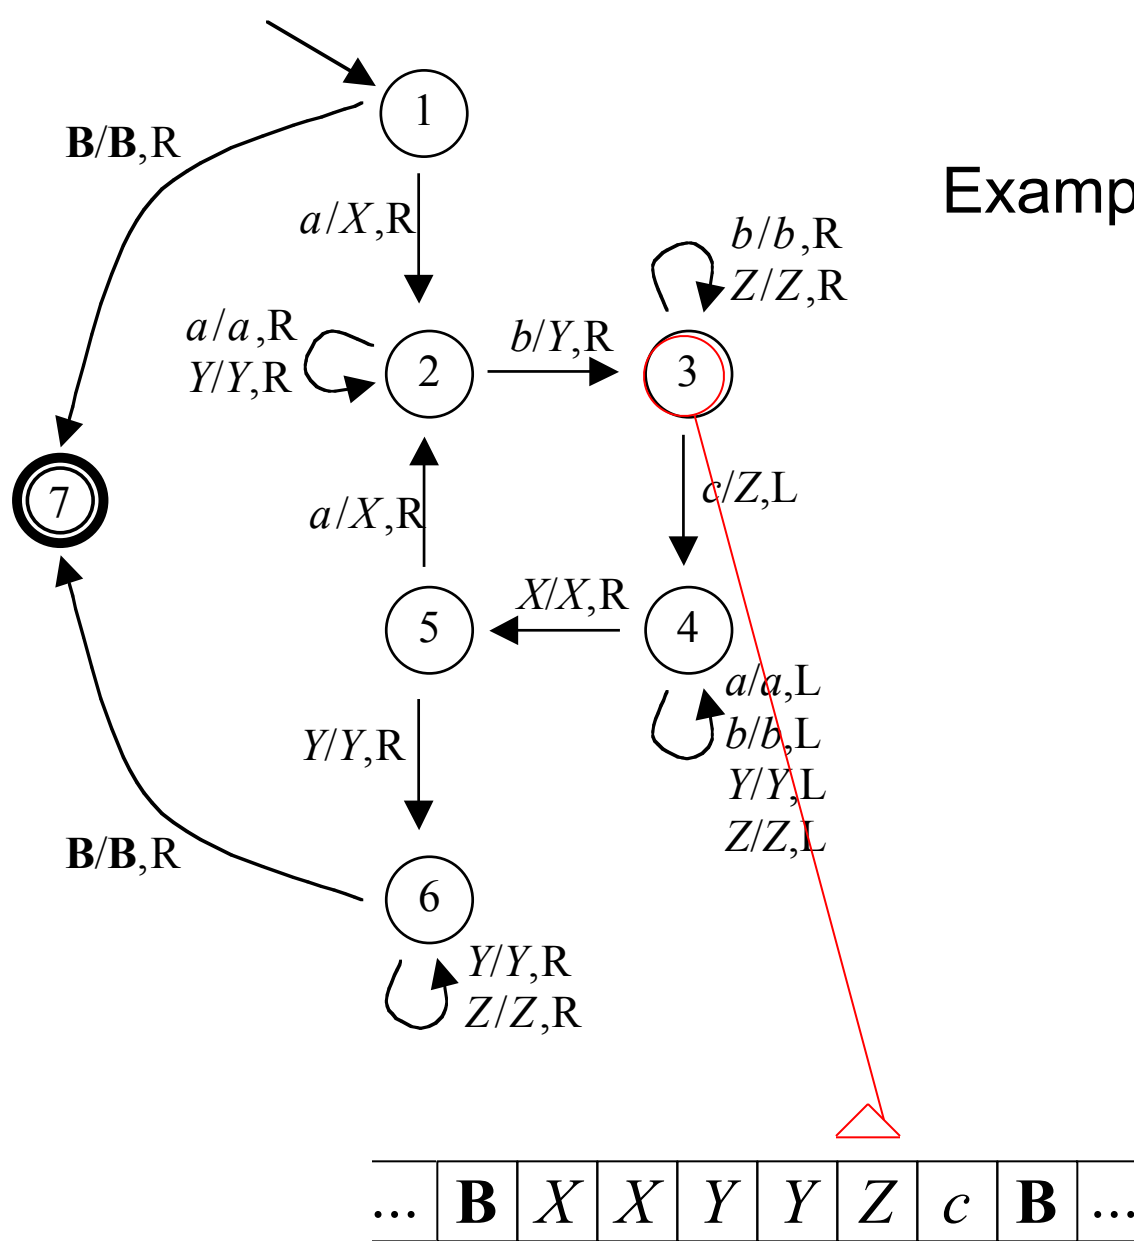 1
B/B,R
Examp
a/X,R
b/b,R
Z/Z,R
a/a,R
Y/Y,R
2
b/Y,R
3
7
a/X,R
c/Z,L
5
X/X,R
4
a/a,L
b/b,L
Y/Y,L
Z/Z,L
Y/Y,R
B/B,R
6
Y/Y,R
Z/Z,R
... B X X Y Y Z c B ...